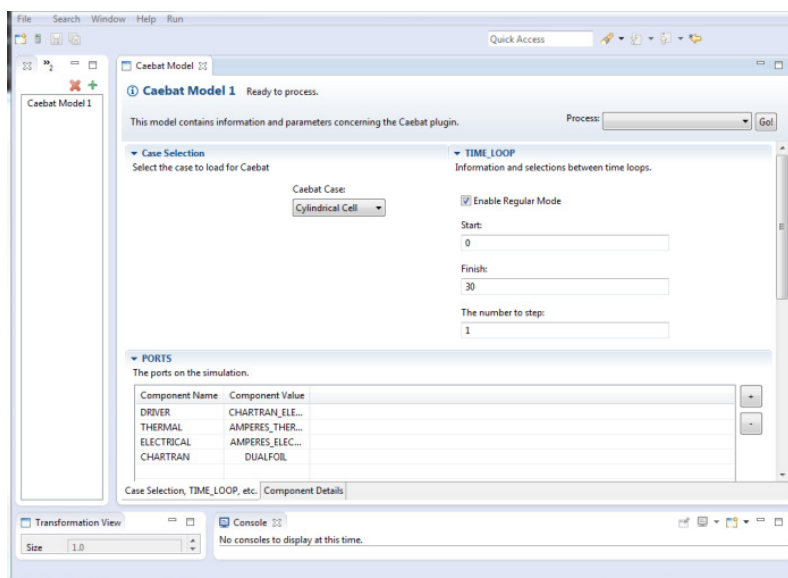 File Search Window Help Run
Quick Access
»2
Caebat Model
Caebat Model 1
Caebat Model 1 Ready to process.
This model contains information and parameters concerning the Caebat plugin.
Process:
Go!
Case Selection
Select the case to load for Caebat
Caebat Case:
Cylindrical Cell
TIME_LOOP
Information and selections between time loops.
Enable Regular Mode
Start:
0
Finish:
30
The number to step:
1
PORTS
The ports on the simulation.
Component Name Component Value
DRIVER CHARTRAN_ELE...
THERMAL AMPERES_THER...
ELECTRICAL AMPERES_ELEC...
CHARTRAN DUALFOIL
+
-
Case Selection, TIME_LOOP, etc. Component Details
Transformation View
Size 1.0
Console
No consoles to display at this time.